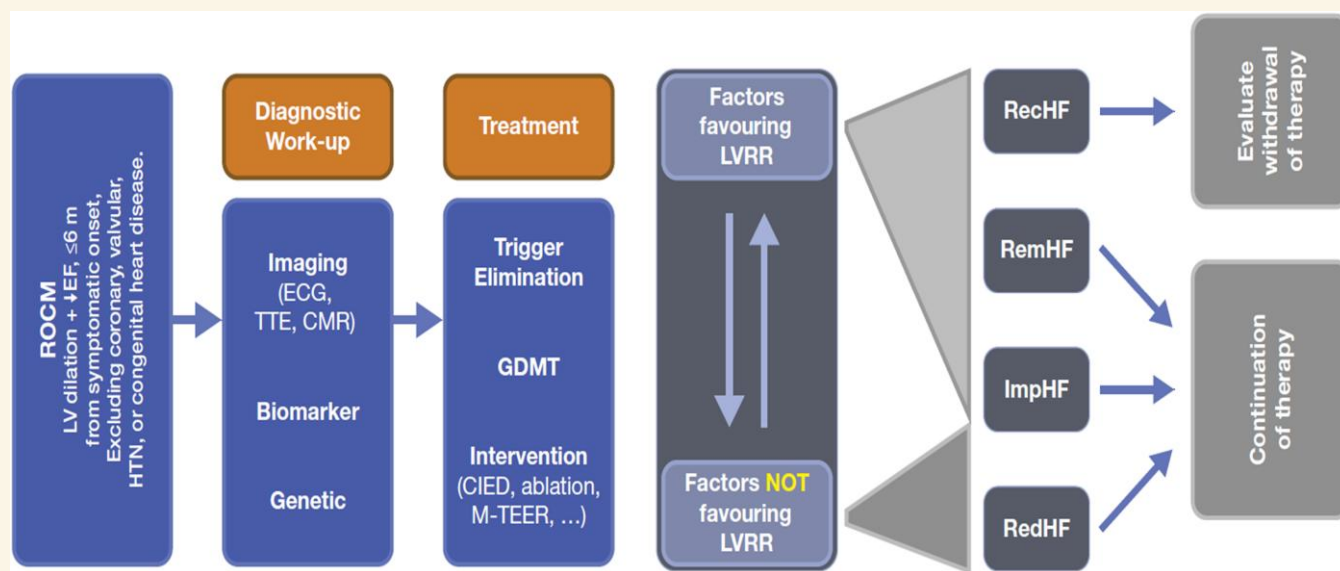 ROCM
LV dilation + ↓EF, ≤6 m
from symptomatic onset,
Excluding coronary, valvular,
HTN, or congenital heart disease.
Diagnostic
Work-up
Imaging
(ECG,
TTE, CMR)
Biomarker
Genetic
Treatment
Trigger
Elimination
GDMT
Intervention
(CIED, ablation,
M-TEER, ...)
Factors
favouring
LVRR
Factors NOT
favouring
LVRR
RecHF
RemHF
ImpHF
RedHF
Evaluate
withdrawal
of therapy
Continuation
of therapy